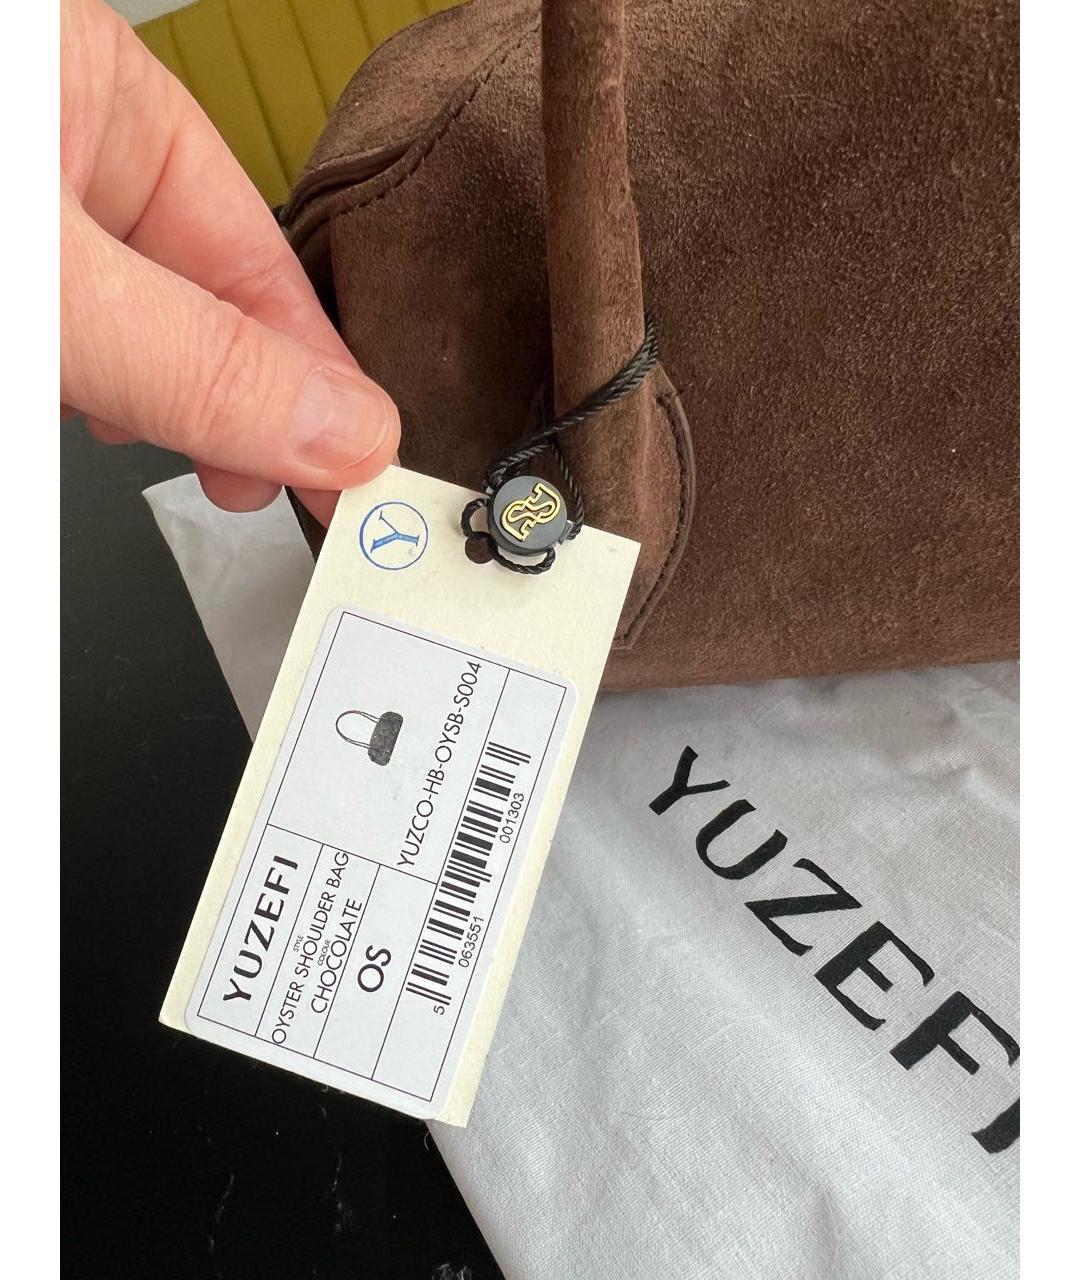 Y
YUZEFI
STYLE
OYSTER SHOULDER BAG
COLOUR
CHOCOLATE
OS
YUZCO-HB-OYSB-S004
5 063551 001303
YUZEFI